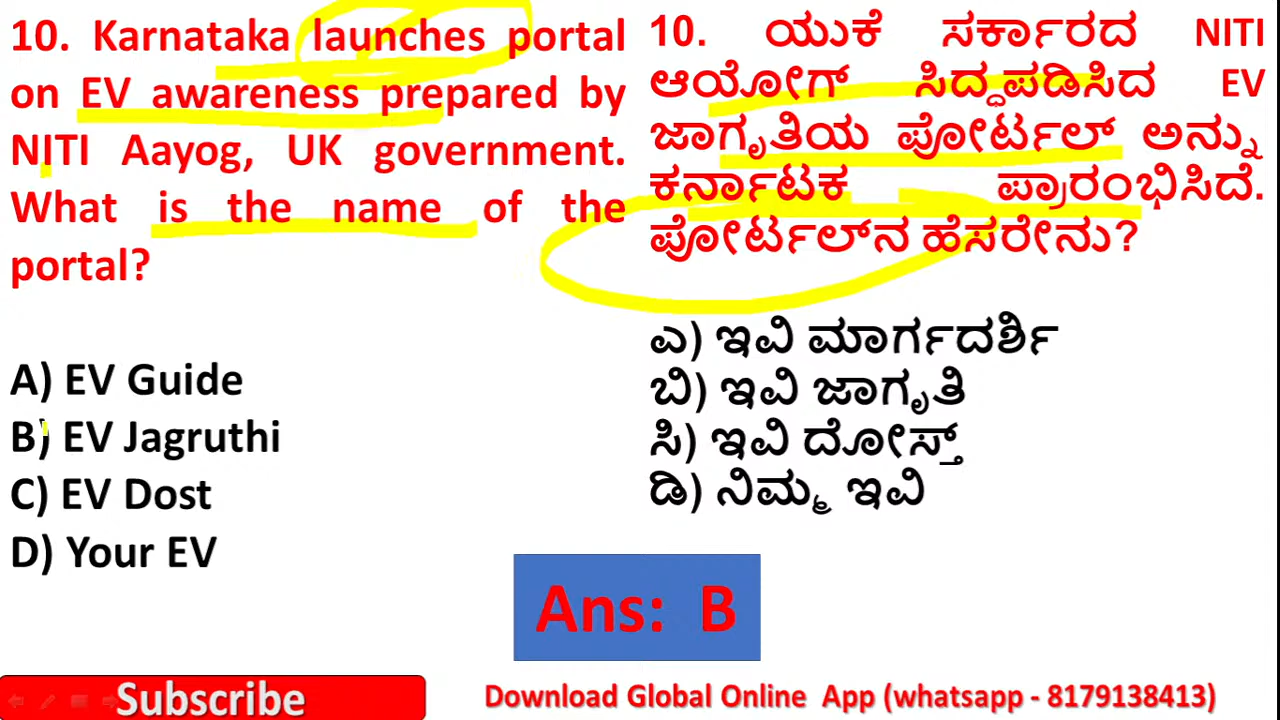 10. Karnataka launches portal
on EV awareness prepared by
NITI Aayog, UK government.
What is the name of the
portal?
A) EV Guide
B) EV Jagruthi
C) EV Dost
D) Your EV
10. ಯುಕೆ ಸರ್ಕಾರದ NITI
ಆಯೋಗ್ ಸಿದ್ಧಪಡಿಸಿದ EV
ಜಾಗೃತಿಯ ಪೋರ್ಟಲ್ ಅನ್ನು
ಕರ್ನಾಟಕ ಪ್ರಾರಂಭಿಸಿದೆ.
ಪೋರ್ಟಲ್‌ನ ಹೆಸರೇನು?
ಎ) ಇವಿ ಮಾರ್ಗದರ್ಶಿ
ಬಿ) ಇವಿ ಜಾಗೃತಿ
ಸಿ) ಇವಿ ದೋಸ್ತ್
ಡಿ) ನಿಮ್ಮ ಇವಿ
Ans: B
Subscribe
Download Global Online App (whatsapp - 8179138413)